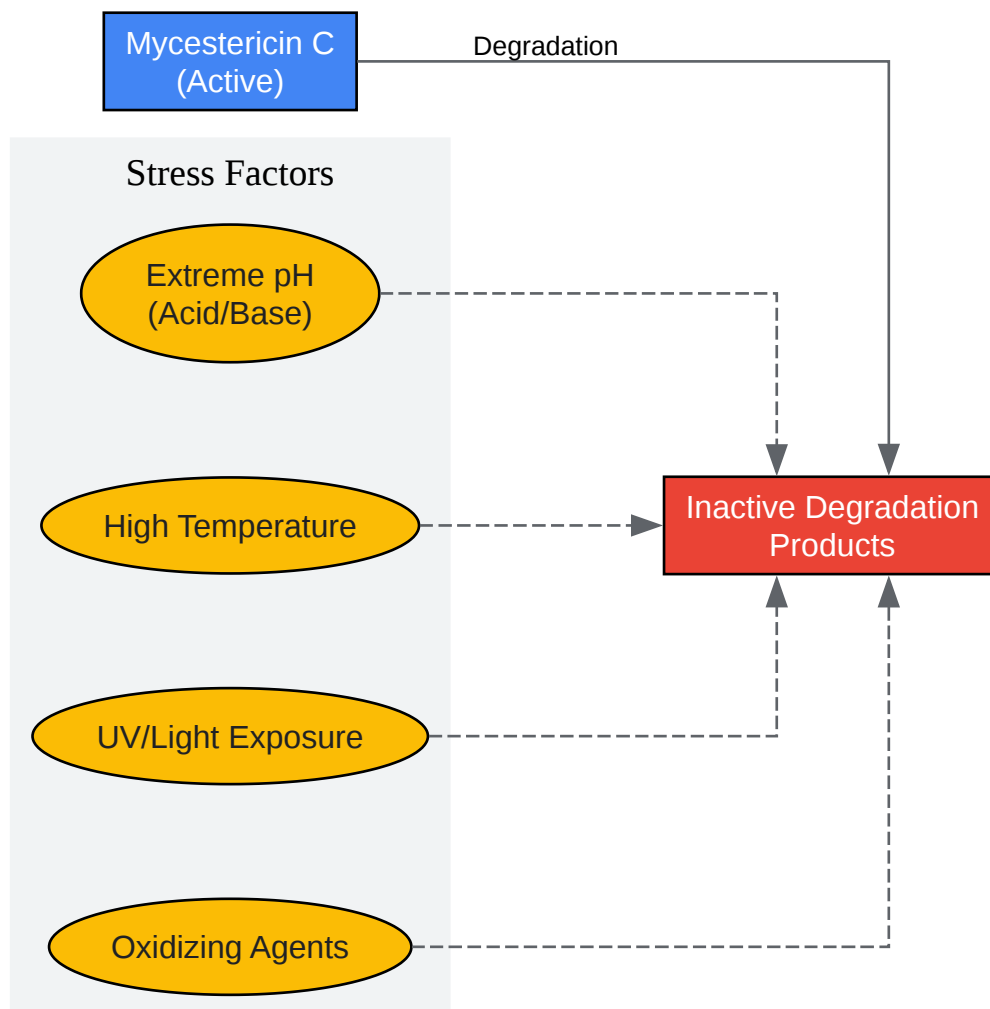 Mycestericin C
(Active)
Degradation
Stress Factors
Extreme pH
(Acid/Base)
High Temperature
Inactive Degradation
Products
UV/Light Exposure
Oxidizing Agents